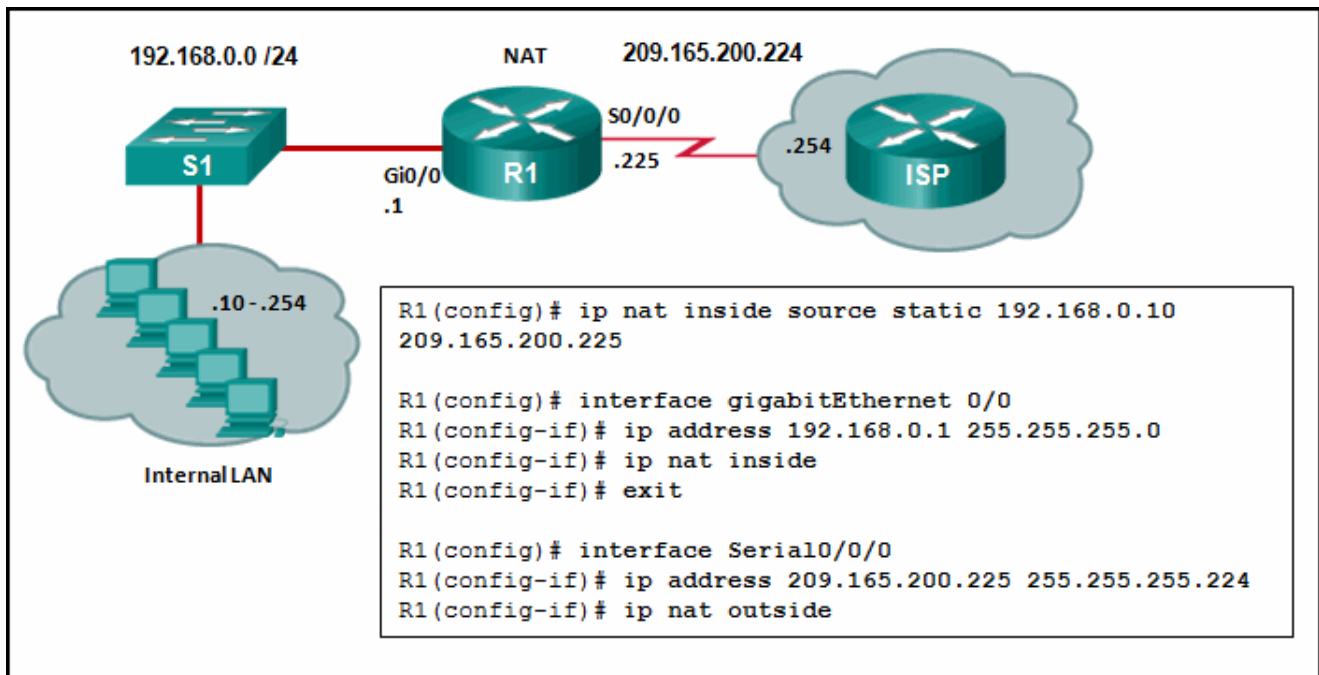 192.168.0.0 /24
NAT
209.165.200.224
S0/0/0
.225
.254
S1
Gi0/0
.1
R1
ISP
.10 - .254
Internal LAN
R1(config)# ip nat inside source static 192.168.0.10
209.165.200.225
R1(config)# interface gigabitEthernet 0/0
R1(config-if)# ip address 192.168.0.1 255.255.255.0
R1(config-if)# ip nat inside
R1(config-if)# exit
R1(config)# interface Serial0/0/0
R1(config-if)# ip address 209.165.200.225 255.255.255.224
R1(config-if)# ip nat outside